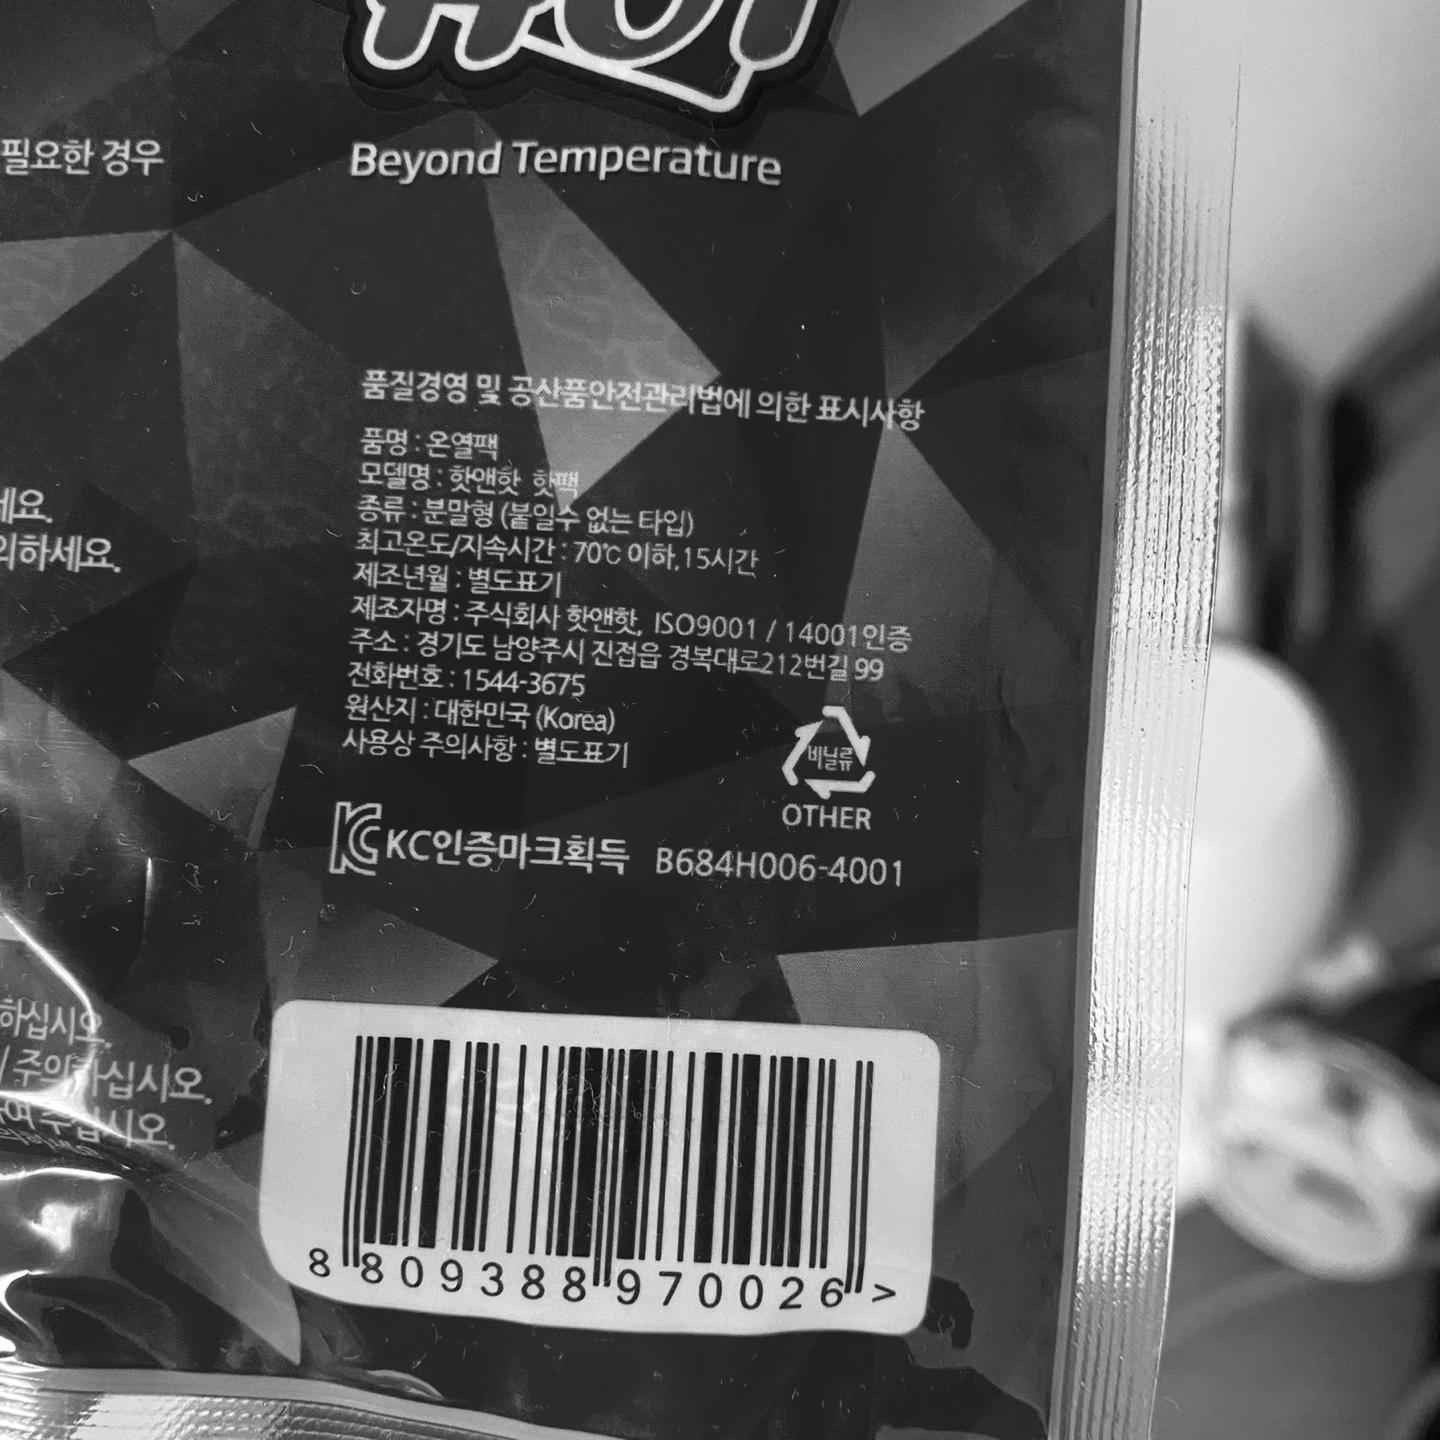 HOT
Beyond Temperature
필요한 경우
품질경영 및 공산품안전관리법에 의한 표시사항
품명 : 온열팩
모델명 : 핫앤핫 핫팩
종류 : 분말형 (붙일수 없는 타입)
최고온도/지속시간 : 70℃ 이하, 15시간
제조년월 : 별도표기
제조자명 : 주식회사 핫앤핫, ISO9001 / 14001인증
주소 : 경기도 남양주시 진접읍 경복대로212번길 99
전화번호 : 1544-3675
원산지 : 대한민국 (Korea)
사용상 주의사항 : 별도표기
비닐류
OTHER
KC인증마크획득 B684H006-4001
세요.
의하세요.
하십시오.
주의하십시오.
여 주십시오.
8 809388 970026 >